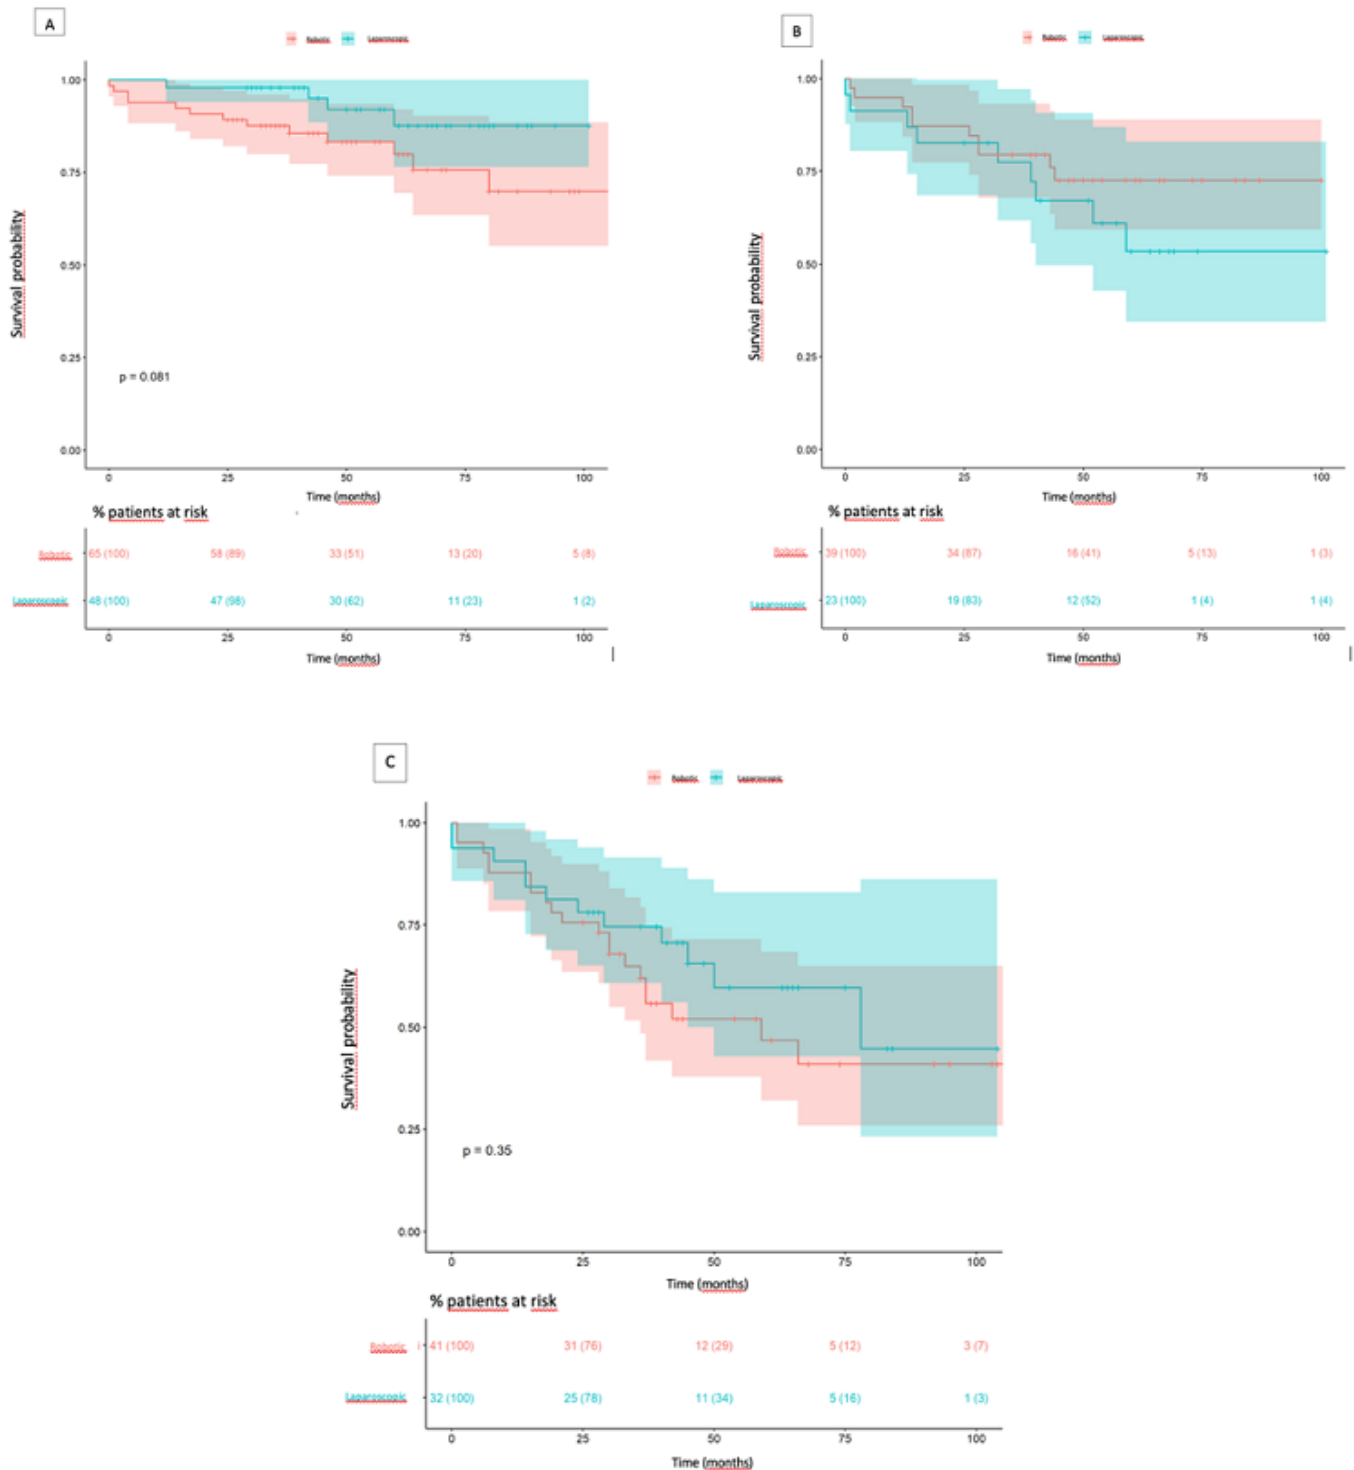 A
Robotic Laparoscopic
Survival probability
1.00
0.75
0.50
0.25
0.00
p = 0.081
0 25 50 75 100
Time (months)
% patients at risk
Robotic 65 (100) 58 (89) 33 (51) 13 (20) 5 (8)
Laparoscopic 48 (100) 47 (98) 30 (62) 11 (23) 1 (2)
0 25 50 75 100
Time (months)
B
Robotic Laparoscopic
Survival probability
1.00
0.75
0.50
0.25
0.00
0 25 50 75 100
Time (months)
% patients at risk
Robotic 39 (100) 34 (87) 16 (41) 5 (13) 1 (3)
Laparoscopic 23 (100) 19 (83) 12 (52) 1 (4) 1 (4)
0 25 50 75 100
Time (months)
C
Robotic Laparoscopic
Survival probability
1.00
0.75
0.50
0.25
0.00
p = 0.35
0 25 50 75 100
Time (months)
% patients at risk
Robotic 41 (100) 31 (76) 12 (29) 5 (12) 3 (7)
Laparoscopic 32 (100) 25 (78) 11 (34) 5 (16) 1 (3)
0 25 50 75 100
Time (months)